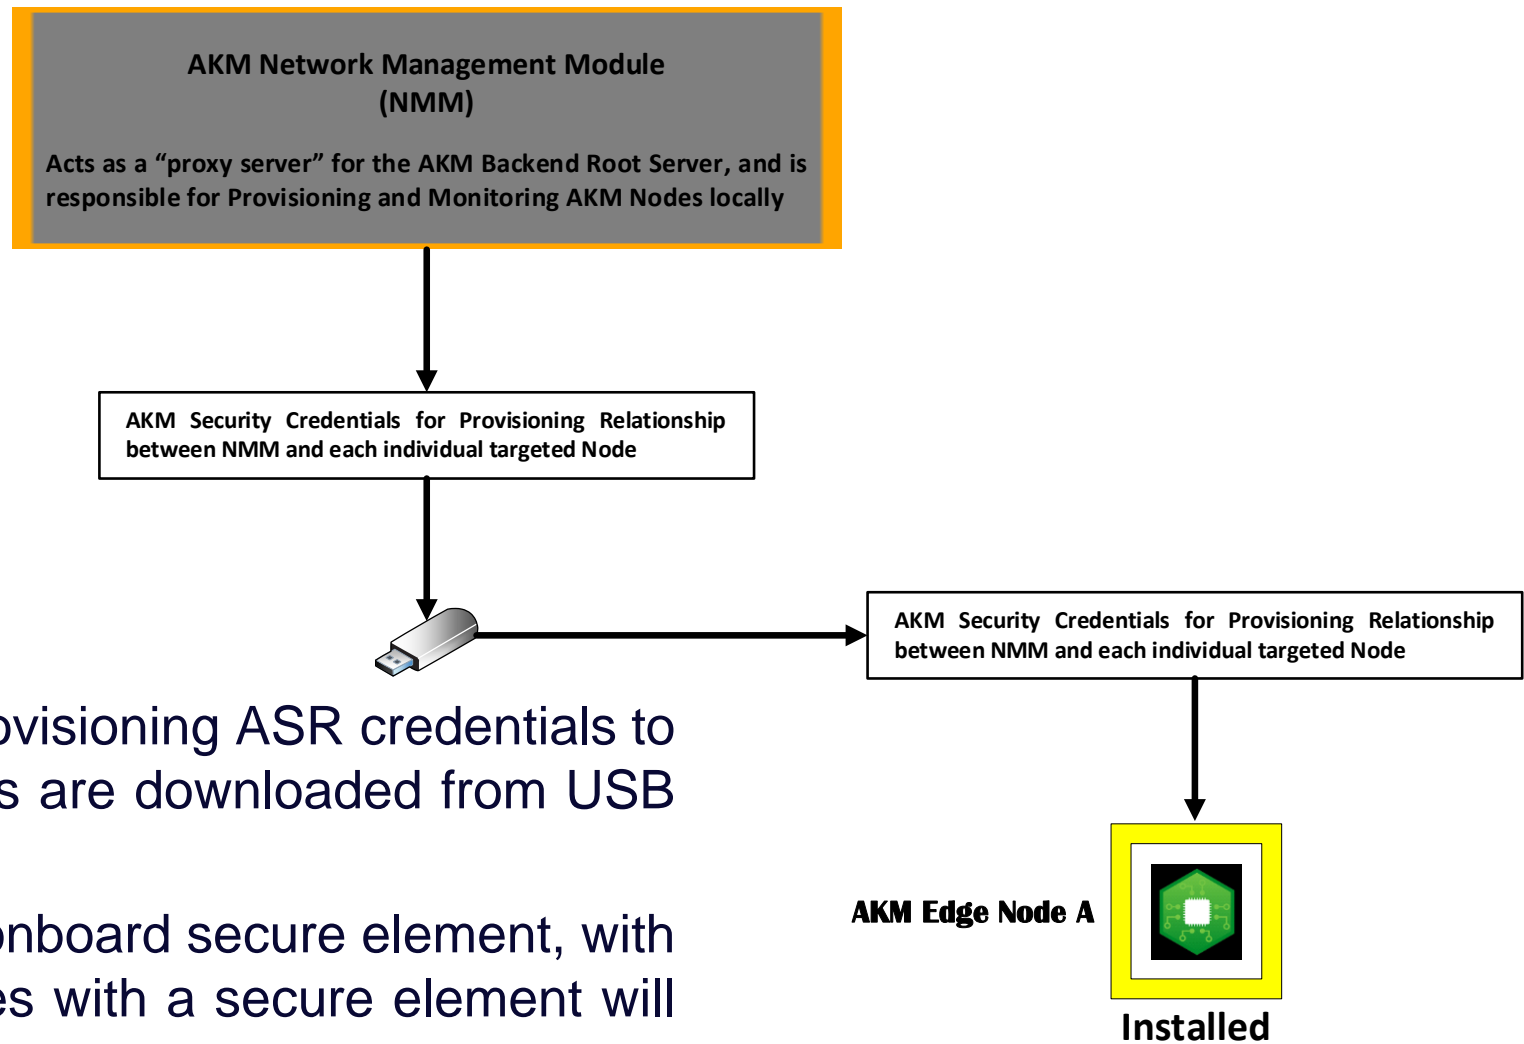 AKM Network Management Module
(NMM)
Acts as a “proxy server” for the AKM Backend Root Server, and is
responsible for Provisioning and Monitoring AKM Nodes locally
AKM Security Credentials for Provisioning Relationship
between NMM and each individual targeted Node
AKM Security Credentials for Provisioning Relationship
between NMM and each individual targeted Node
ovisioning ASR credentials to
s are downloaded from USB
onboard secure element, with
es with a secure element will
AKM Edge Node A
Installed